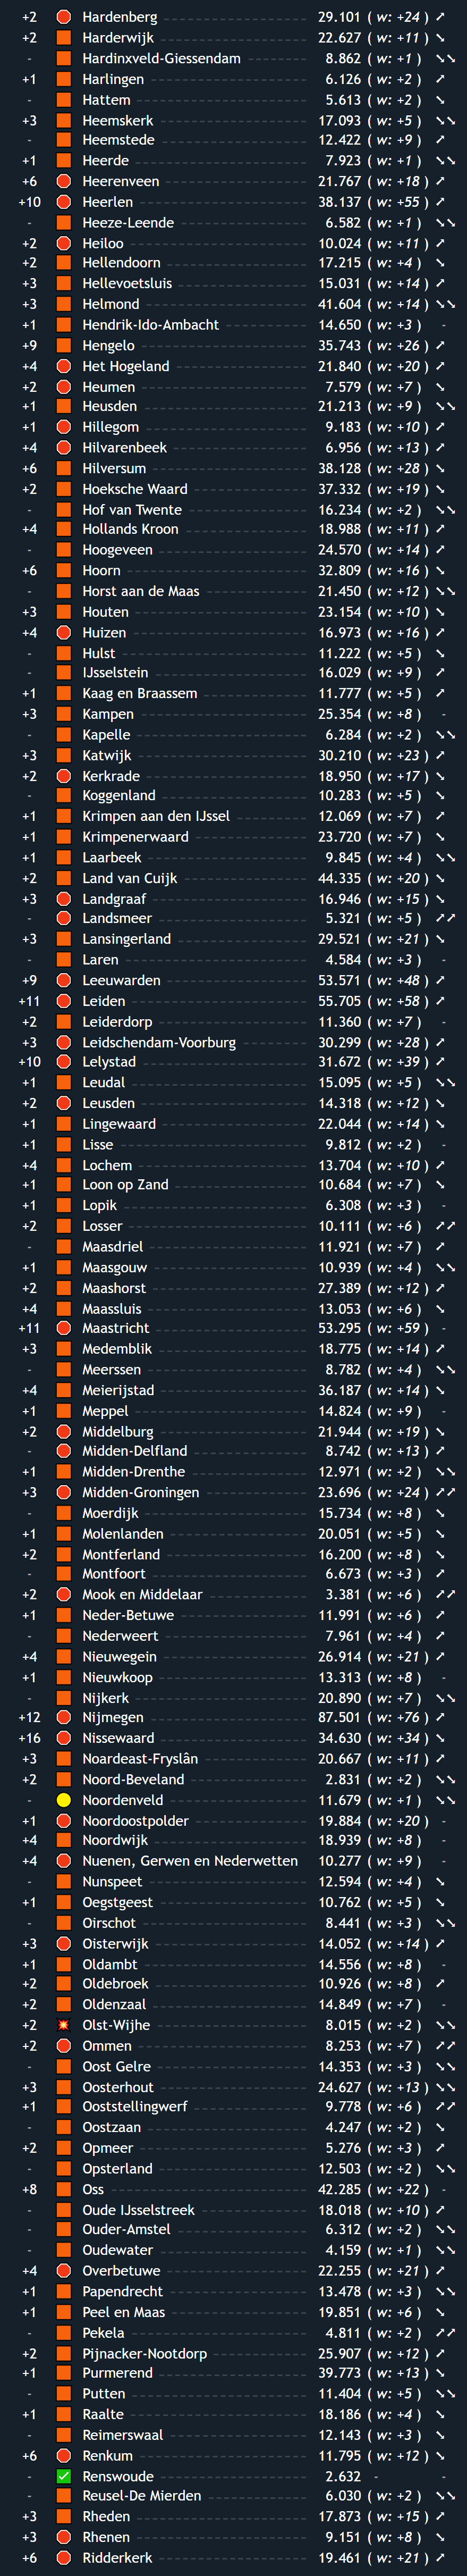 +2 Hardenberg 29.101 ( w: +24 ) ↗
+2 Harderwijk 22.627 ( w: +11 ) ↘
- Hardinxveld-Giessendam 8.862 ( w: +1 ) ↘↘
+1 Harlingen 6.126 ( w: +2 ) ↗
- Hattem 5.613 ( w: +2 ) ↘
+3 Heemskerk 17.093 ( w: +5 ) ↘↘
- Heemstede 12.422 ( w: +9 ) ↗
+1 Heerde 7.923 ( w: +1 ) ↘↘
+6 Heerenveen 21.767 ( w: +18 ) ↗
+10 Heerlen 38.137 ( w: +55 ) ↗
- Heeze-Leende 6.582 ( w: +1 ) ↘↘
+2 Heiloo 10.024 ( w: +11 ) ↗
+2 Hellendoorn 17.215 ( w: +4 ) ↘
+3 Hellevoetsluis 15.031 ( w: +14 ) ↗
+3 Helmond 41.604 ( w: +14 ) ↘↘
+1 Hendrik-Ido-Ambacht 14.650 ( w: +3 ) -
+9 Hengelo 35.743 ( w: +26 ) ↗
+4 Het Hogeland 21.840 ( w: +20 ) ↗
+2 Heumen 7.579 ( w: +7 ) ↘
+1 Heusden 21.213 ( w: +9 ) ↘↘
+1 Hillegom 9.183 ( w: +10 ) ↗
+4 Hilvarenbeek 6.956 ( w: +13 ) ↗
+6 Hilversum 38.128 ( w: +28 ) ↘
+2 Hoeksche Waard 37.332 ( w: +19 ) ↘
- Hof van Twente 16.234 ( w: +2 ) ↘↘
+4 Hollands Kroon 18.988 ( w: +11 ) ↗
- Hoogeveen 24.570 ( w: +14 ) ↗
+6 Hoorn 32.809 ( w: +16 ) ↘
- Horst aan de Maas 21.450 ( w: +12 ) ↘↘
+3 Houten 23.154 ( w: +10 ) ↘
+4 Huizen 16.973 ( w: +16 ) ↗
- Hulst 11.222 ( w: +5 ) ↘
- IJsselstein 16.029 ( w: +9 ) ↗
+1 Kaag en Braassem 11.777 ( w: +5 ) ↗
+3 Kampen 25.354 ( w: +8 ) -
- Kapelle 6.284 ( w: +2 ) ↘↘
+3 Katwijk 30.210 ( w: +23 ) ↗
+2 Kerkrade 18.950 ( w: +17 ) ↘
- Koggenland 10.283 ( w: +5 ) ↘
+1 Krimpen aan den IJssel 12.069 ( w: +7 ) ↗
+1 Krimpenerwaard 23.720 ( w: +7 ) ↘
+1 Laarbeek 9.845 ( w: +4 ) ↘↘
+2 Land van Cuijk 44.335 ( w: +20 ) ↘
+3 Landgraaf 16.946 ( w: +15 ) ↘
- Landsmeer 5.321 ( w: +5 ) ↗↗
+3 Lansingerland 29.521 ( w: +21 ) ↘
- Laren 4.584 ( w: +3 ) -
+9 Leeuwarden 53.571 ( w: +48 ) ↗
+11 Leiden 55.705 ( w: +58 ) ↗
+2 Leiderdorp 11.360 ( w: +7 ) -
+3 Leidschendam-Voorburg 30.299 ( w: +28 ) ↗
+10 Lelystad 31.672 ( w: +39 ) ↗
+1 Leudal 15.095 ( w: +5 ) ↘↘
+2 Leusden 14.318 ( w: +12 ) ↘
+1 Lingewaard 22.044 ( w: +14 ) ↘
+1 Lisse 9.812 ( w: +2 ) -
+4 Lochem 13.704 ( w: +10 ) ↗
+1 Loon op Zand 10.684 ( w: +7 ) ↘
+1 Lopik 6.308 ( w: +3 ) -
+2 Losser 10.111 ( w: +6 ) ↗↗
- Maasdriel 11.921 ( w: +7 ) ↗
+1 Maasgouw 10.939 ( w: +4 ) ↘↘
+2 Maashorst 27.389 ( w: +12 ) ↗
+4 Maassluis 13.053 ( w: +6 ) ↘
+11 Maastricht 53.295 ( w: +59 ) -
+3 Medemblik 18.775 ( w: +14 ) ↗
- Meerssen 8.782 ( w: +4 ) ↘↘
+4 Meierijstad 36.187 ( w: +14 ) ↘
+1 Meppel 14.824 ( w: +9 ) -
+2 Middelburg 21.944 ( w: +19 ) ↘
- Midden-Delfland 8.742 ( w: +13 ) ↗
+1 Midden-Drenthe 12.971 ( w: +2 ) ↘↘
+3 Midden-Groningen 23.696 ( w: +24 ) ↗↗
- Moerdijk 15.734 ( w: +8 ) ↘
+1 Molenlanden 20.051 ( w: +5 ) ↘
+2 Montferland 16.200 ( w: +8 ) ↘
- Montfoort 6.673 ( w: +3 ) ↗
+2 Mook en Middelaar 3.381 ( w: +6 ) ↗↗
+1 Neder-Betuwe 11.991 ( w: +6 ) ↗
- Nederweert 7.961 ( w: +4 ) ↗
+4 Nieuwegein 26.914 ( w: +21 ) ↗
+1 Nieuwkoop 13.313 ( w: +8 ) -
- Nijkerk 20.890 ( w: +7 ) ↘↘
+12 Nijmegen 87.501 ( w: +76 ) ↗
+16 Nissewaard 34.630 ( w: +34 ) ↘
+3 Noardeast-Fryslân 20.667 ( w: +11 ) ↗
+2 Noord-Beveland 2.831 ( w: +2 ) ↘↘
- Noordenveld 11.679 ( w: +1 ) ↘↘
+1 Noordoostpolder 19.884 ( w: +20 ) -
+4 Noordwijk 18.939 ( w: +8 ) -
+4 Nuenen, Gerwen en Nederwetten 10.277 ( w: +9 ) -
- Nunspeet 12.594 ( w: +4 ) ↘
+1 Oegstgeest 10.762 ( w: +5 ) ↘
- Oirschot 8.441 ( w: +3 ) ↘↘
+3 Oisterwijk 14.052 ( w: +14 ) ↗
+1 Oldambt 14.556 ( w: +8 ) -
+2 Oldebroek 10.926 ( w: +8 ) ↗
+2 Oldenzaal 14.849 ( w: +7 ) -
+2 Olst-Wijhe 8.015 ( w: +2 ) ↘↘
+2 Ommen 8.253 ( w: +7 ) ↗↗
- Oost Gelre 14.353 ( w: +3 ) ↘↘
+3 Oosterhout 24.627 ( w: +13 ) ↘↘
+1 Ooststellingwerf 9.778 ( w: +6 ) ↗↗
- Oostzaan 4.247 ( w: +2 ) ↘
+2 Opmeer 5.276 ( w: +3 ) ↗
- Opsterland 12.503 ( w: +2 ) ↘↘
+8 Oss 42.285 ( w: +22 ) -
- Oude IJsselstreek 18.018 ( w: +10 ) ↗
- Ouder-Amstel 6.312 ( w: +2 ) ↘↘
- Oudewater 4.159 ( w: +1 ) ↘↘
+4 Overbetuwe 22.255 ( w: +21 ) ↗
+1 Papendrecht 13.478 ( w: +3 ) ↘↘
+1 Peel en Maas 19.851 ( w: +6 ) ↘
- Pekela 4.811 ( w: +2 ) ↗↗
+2 Pijnacker-Nootdorp 25.907 ( w: +12 ) ↗
+1 Purmerend 39.773 ( w: +13 ) ↘
- Putten 11.404 ( w: +5 ) ↘↘
+1 Raalte 18.186 ( w: +4 ) ↘
- Reimerswaal 12.143 ( w: +3 ) ↘
+6 Renkum 11.795 ( w: +12 ) ↘
- Renswoude 2.632 - -
- Reusel-De Mierden 6.030 ( w: +2 ) ↘↘
+3 Rheden 17.873 ( w: +15 ) ↗
+3 Rhenen 9.151 ( w: +8 ) ↘
+6 Ridderkerk 19.461 ( w: +21 ) ↗